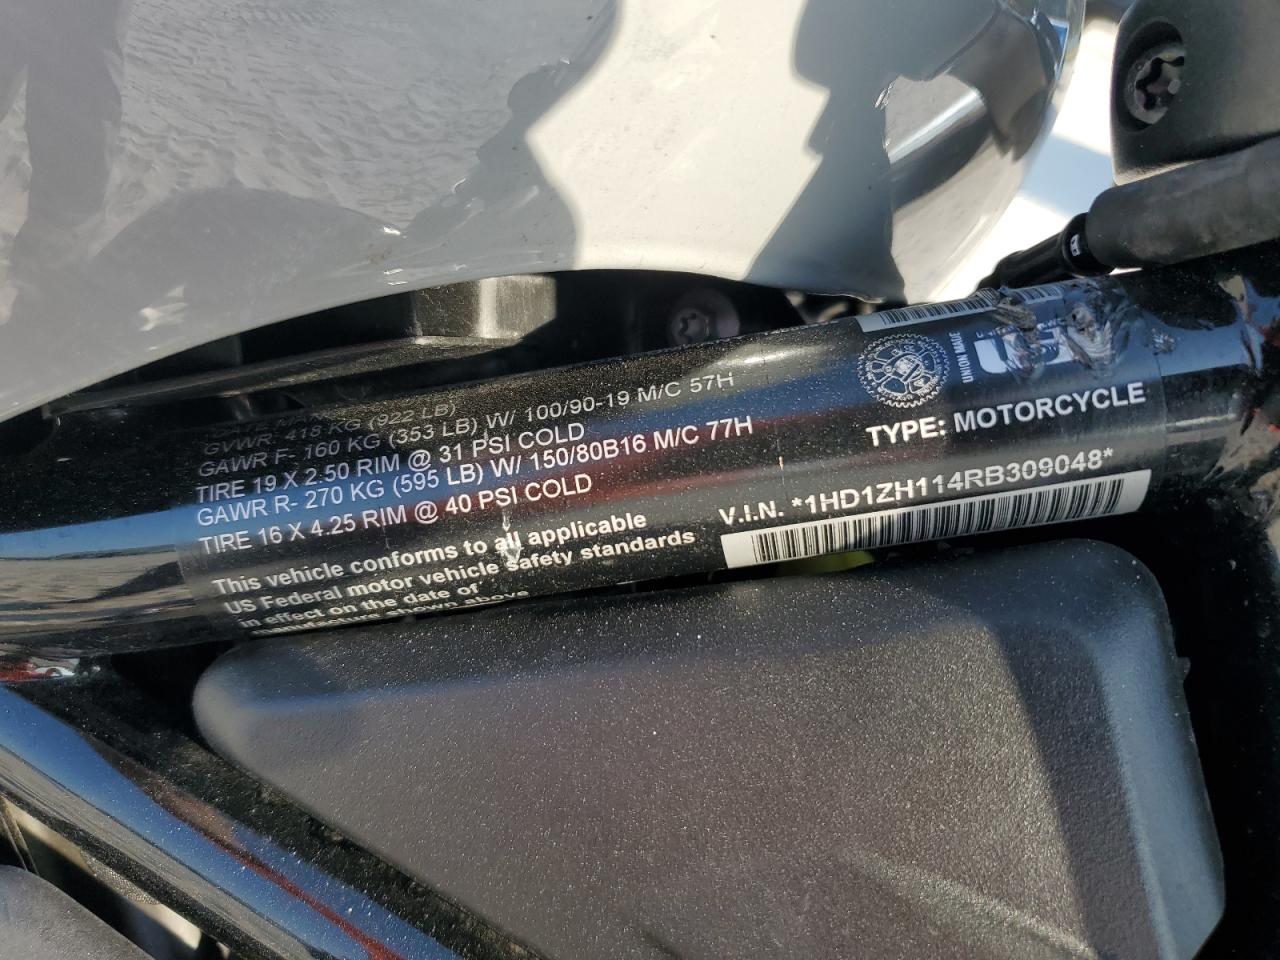 GVWR- 418 KG (922 LB)
GAWR F- 160 KG (353 LB) W/ 100/90-19 M/C 57H
TIRE 19 X 2.50 RIM @ 31 PSI COLD
GAWR R- 270 KG (595 LB) W/ 150/80B16 M/C 77H
TIRE 16 X 4.25 RIM @ 40 PSI COLD
This vehicle conforms to all applicable
US Federal motor vehicle safety standards
in effect on the date of
manufacture shown above
UNION MADE
TYPE: MOTORCYCLE
V.I.N. *1HD1ZH114RB309048*